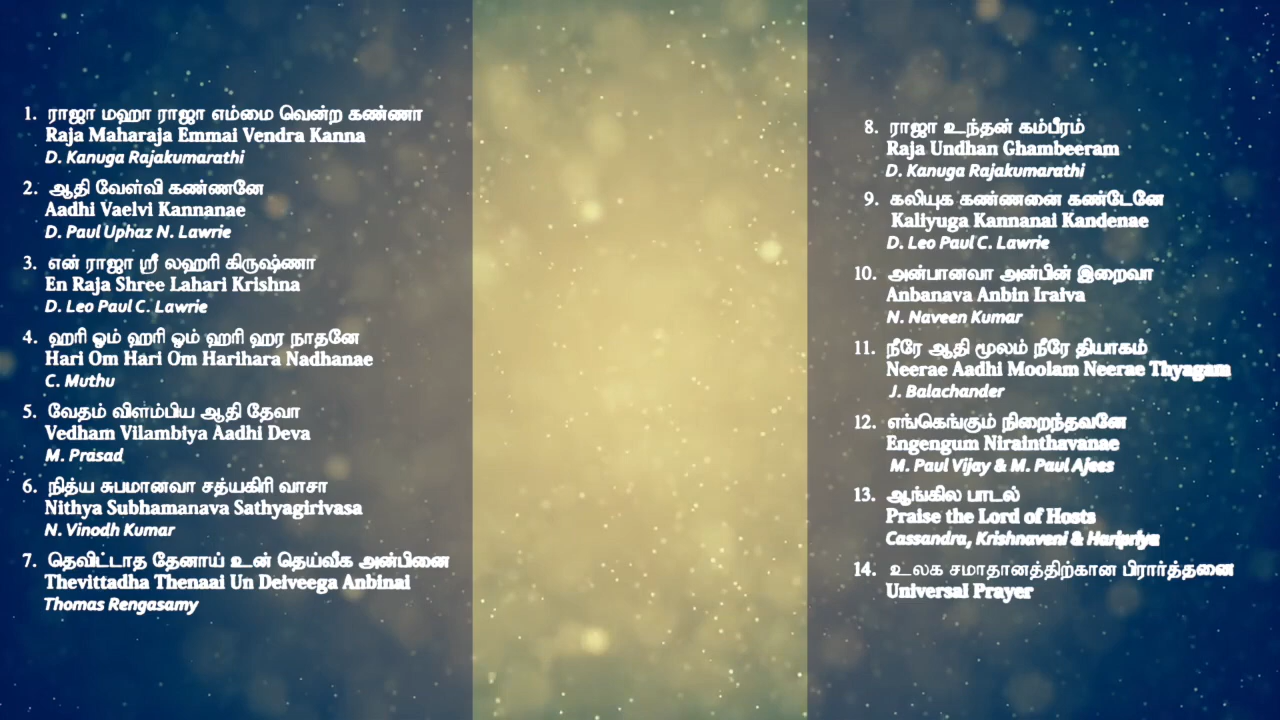 1. ராஜா மஹா ராஜா எம்மை வென்ற கண்ணா
Raja Maharaja Emmai Vendra Kanna
D. Kanuga Rajakumarathi
2. ஆதி வேள்வி கண்ணனே
Aadhi Vaelvi Kannanae
D. Paul Uphaz N. Lawrie
3. என் ராஜா ஸ்ரீ லஹரி கிருஷ்ணா
En Raja Shree Lahari Krishna
D. Leo Paul C. Lawrie
4. ஹரி ஓம் ஹரி ஓம் ஹரி ஹர நாதனே
Hari Om Hari Om Harihara Nadhanae
C. Muthu
5. வேதம் விளம்பிய ஆதி தேவா
Vedham Vilambiya Aadhi Deva
M. Prasad
6. நித்ய சுபமானவா சத்யகிரி வாசா
Nithya Subhamanava Sathyagirivasa
N. Vinodh Kumar
7. தெவிட்டாத தேனாய் உன் தெய்வீக அன்பினை
Thevittadha Thenaai Un Deiveega Anbinai
Thomas Rengasamy
8. ராஜா உந்தன் கம்பீரம்
Raja Undhan Ghambeeram
D. Kanuga Rajakumarathi
9. கலியுக கண்ணனை கண்டேனே
Kaliyuga Kannanai Kandenae
D. Leo Paul C. Lawrie
10. அன்பானவா அன்பின் இறைவா
Anbanava Anbin Iraiva
N. Naveen Kumar
11. நீரே ஆதி மூலம் நீரே தியாகம்
Neerae Aadhi Moolam Neerae Thyagam
J. Balachander
12. எங்கெங்கும் நிறைந்தவனே
Engengum Nirainthavanae
M. Paul Vijay & M. Paul Ajees
13. ஆங்கில பாடல்
Praise the Lord of Hosts
Cassandra, Krishnaveni & Haripriya
14. உலக சமாதானத்திற்கான பிரார்த்தனை
Universal Prayer